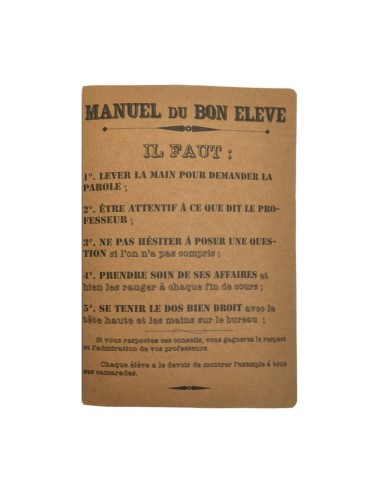 MANUEL DU BON ELEVE
IL FAUT :
1°. LEVER LA MAIN POUR DEMANDER LA
PAROLE ;
2°. ÊTRE ATTENTIF À CE QUE DIT LE PRO-
FESSEUR ;
3°. NE PAS HÉSITER À POSER UNE QUES-
TION si l'on n'a pas compris ;
4°. PRENDRE SOIN DE SES AFFAIRES et
bien les ranger à chaque fin de cours ;
5°. SE TENIR LE DOS BIEN DROIT avec la
tête haute et les mains sur le bureau ;
Si vous respectez ces conseils, vous gagnerez le respect
et l'admiration de vos professeurs.
Chaque élève a le devoir de montrer l'exemple à tous
ses camarades.